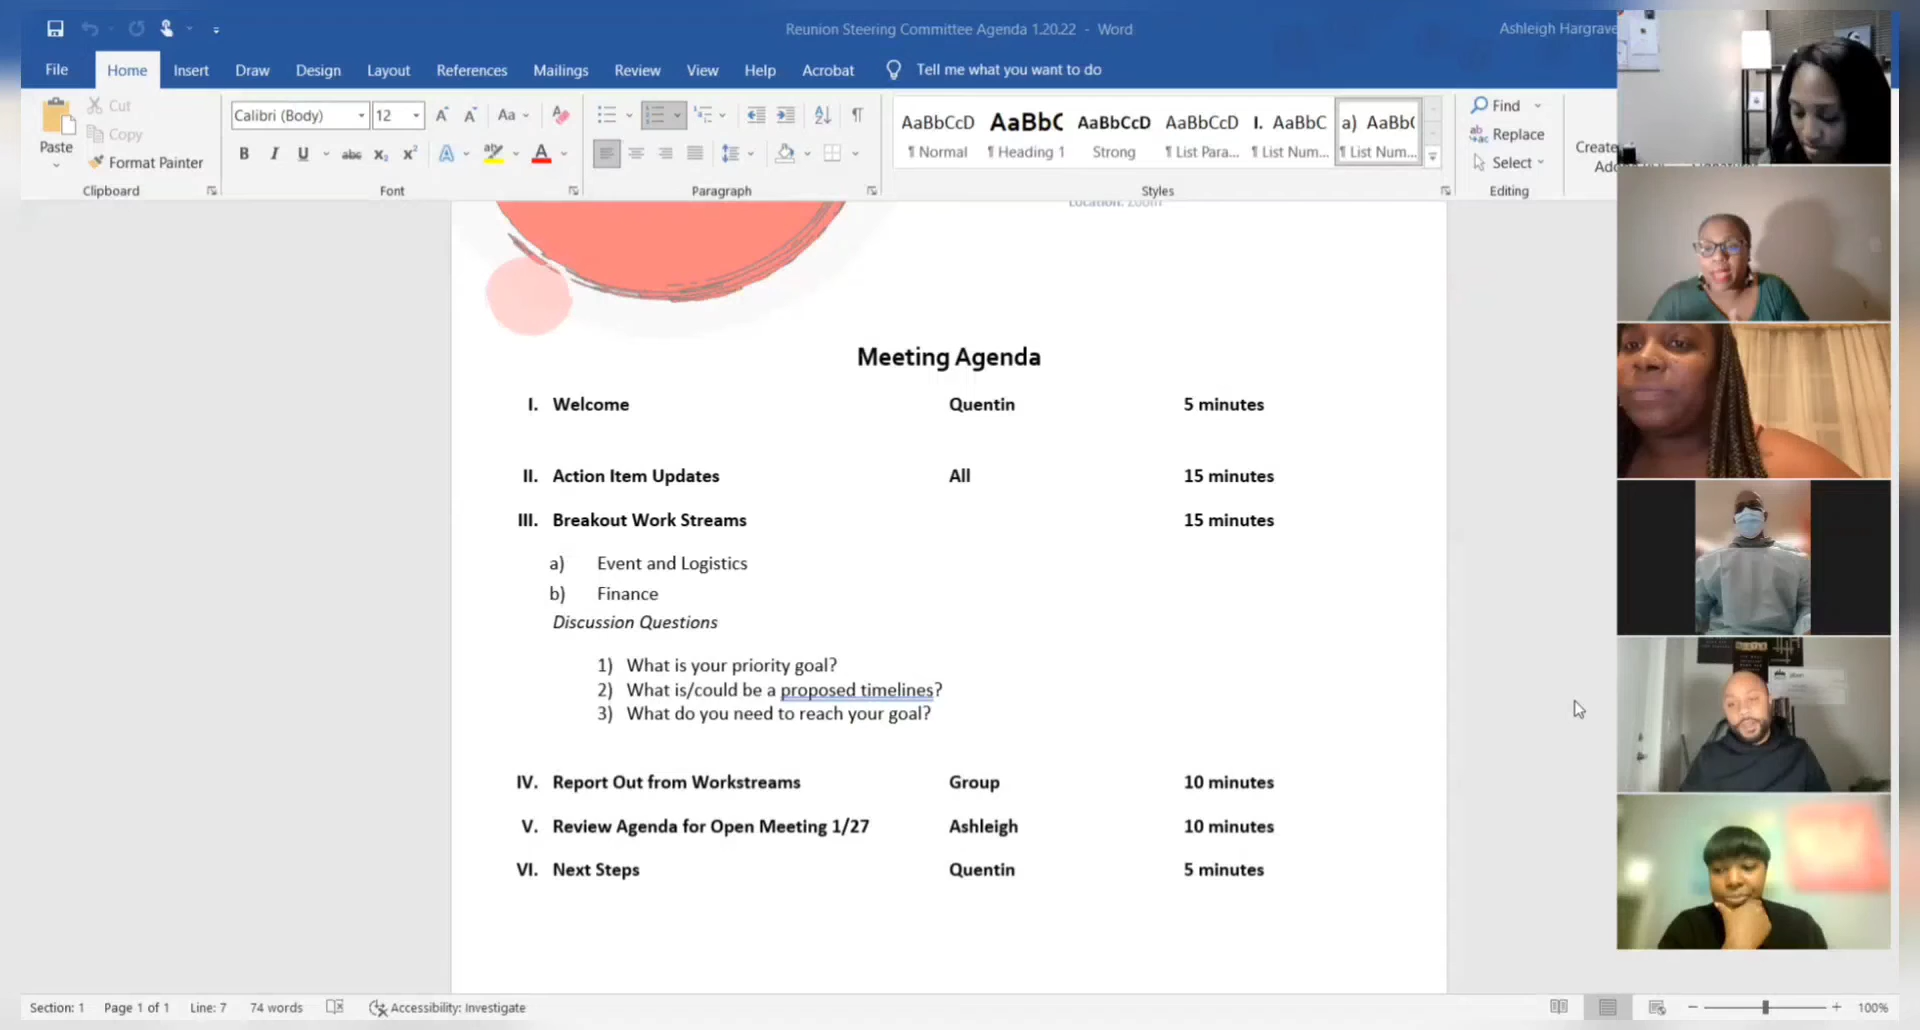 Reunion Steering Committee Agenda 1.20.22 - Word
Ashleigh Hargrave
File Home Insert Draw Design Layout References Mailings Review View Help Acrobat Tell me what you want to do
Cut
Copy
Paste
Format Painter
Clipboard
Calibri (Body) 12
Font
Paragraph
AaBbCcD AaBbC AaBbCcD AaBbCcD I. AaBbC a) AaBb(
¶ Normal ¶ Heading 1 Strong ¶ List Para... ¶ List Num... ¶ List Num...
Styles
Find
Replace
Select
Editing
Create
Location: Zoom
Meeting Agenda
I. Welcome Quentin 5 minutes
II. Action Item Updates All 15 minutes
III. Breakout Work Streams 15 minutes
a) Event and Logistics
b) Finance
Discussion Questions
1) What is your priority goal?
2) What is/could be a proposed timelines?
3) What do you need to reach your goal?
IV. Report Out from Workstreams Group 10 minutes
V. Review Agenda for Open Meeting 1/27 Ashleigh 10 minutes
VI. Next Steps Quentin 5 minutes
Section: 1 Page 1 of 1 Line: 7 74 words Accessibility: Investigate 100%